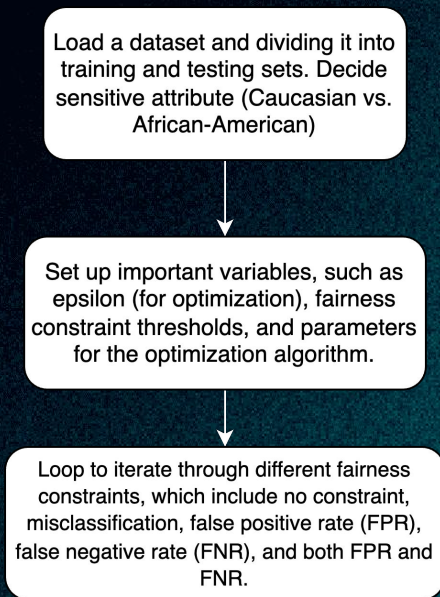 Load a dataset and dividing it into
training and testing sets. Decide
sensitive attribute (Caucasian vs.
African-American)
Set up important variables, such as
epsilon (for optimization), fairness
constraint thresholds, and parameters
for the optimization algorithm.
Loop to iterate through different fairness
constraints, which include no constraint,
misclassification, false positive rate (FPR),
false negative rate (FNR), and both FPR and
FNR.